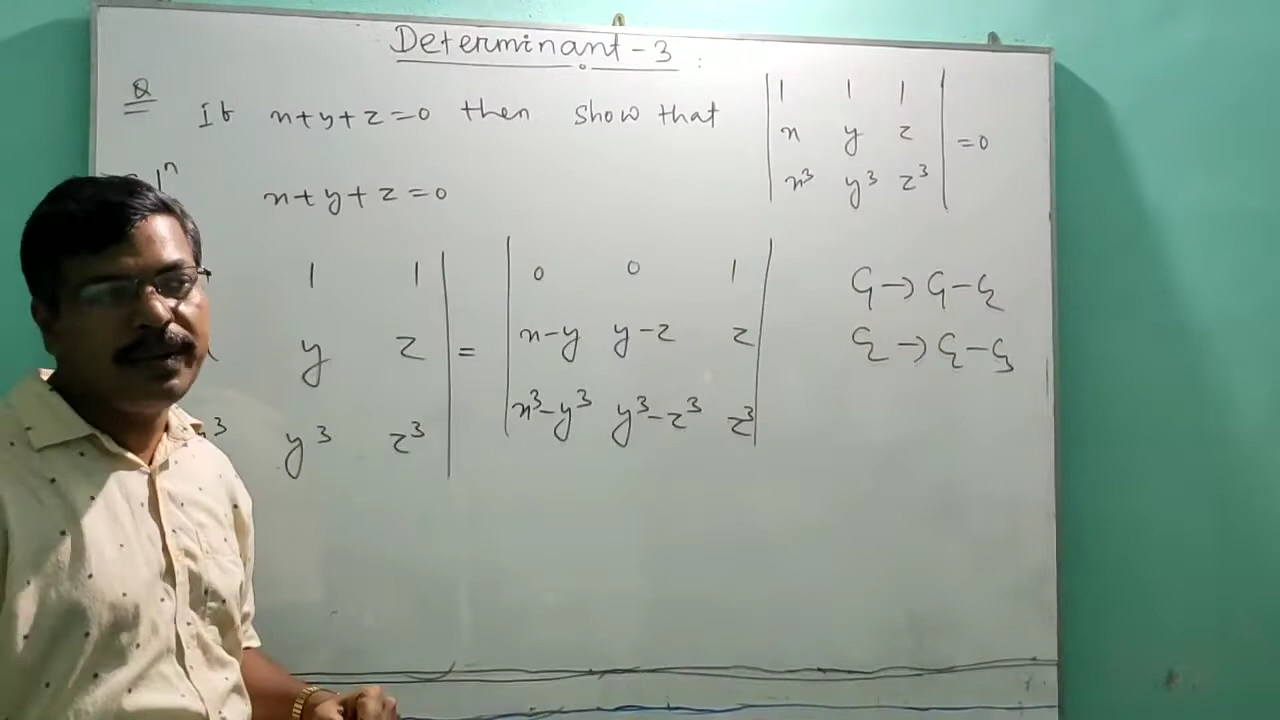 Determinant - 3
Q If x+y+z=0 then show that | 1 1 1 |
| x y z | =0
| x³ y³ z³ |
x+y+z=0
1 1 | = | 0 0 1 | C₁→C₁-C₂
y z | = | x-y y-z z | C₂→C₂-C₃
³ y³ z³ | | x³-y³ y³-z³ z³ |